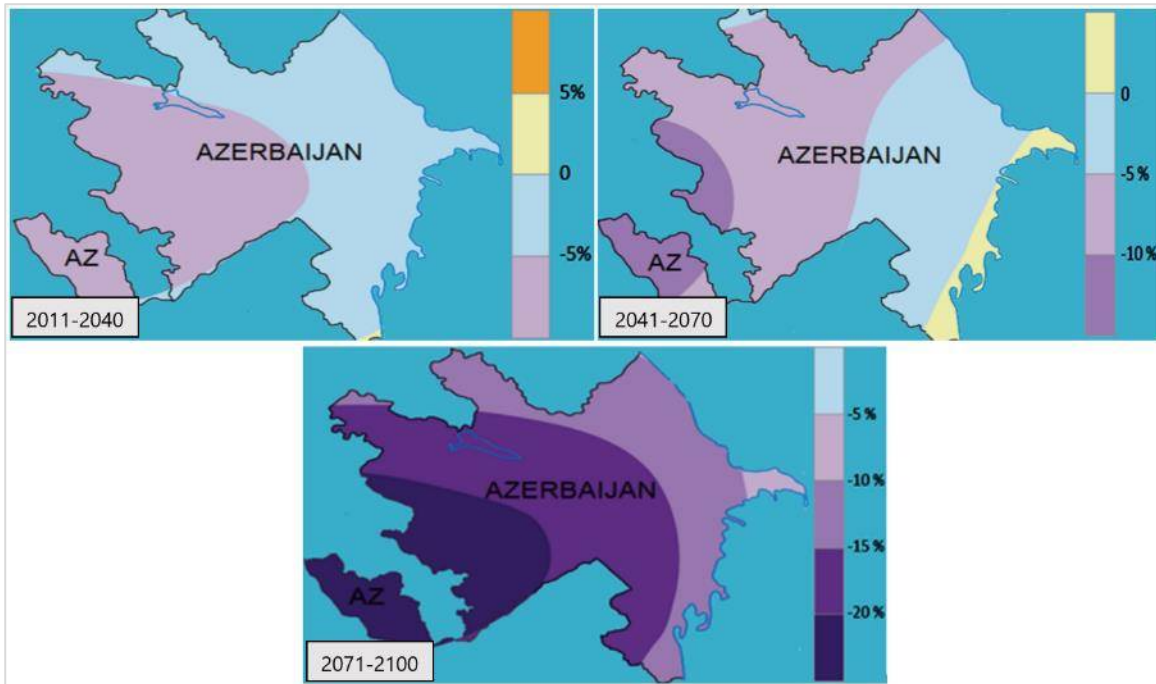 AZERBAIJAN
AZ
2011-2040
5%
0
-5%
AZERBAIJAN
AZ
2041-2070
0
-5%
-10%
AZERBAIJAN
AZ
2071-2100
-5 %
-10%
-15%
-20%